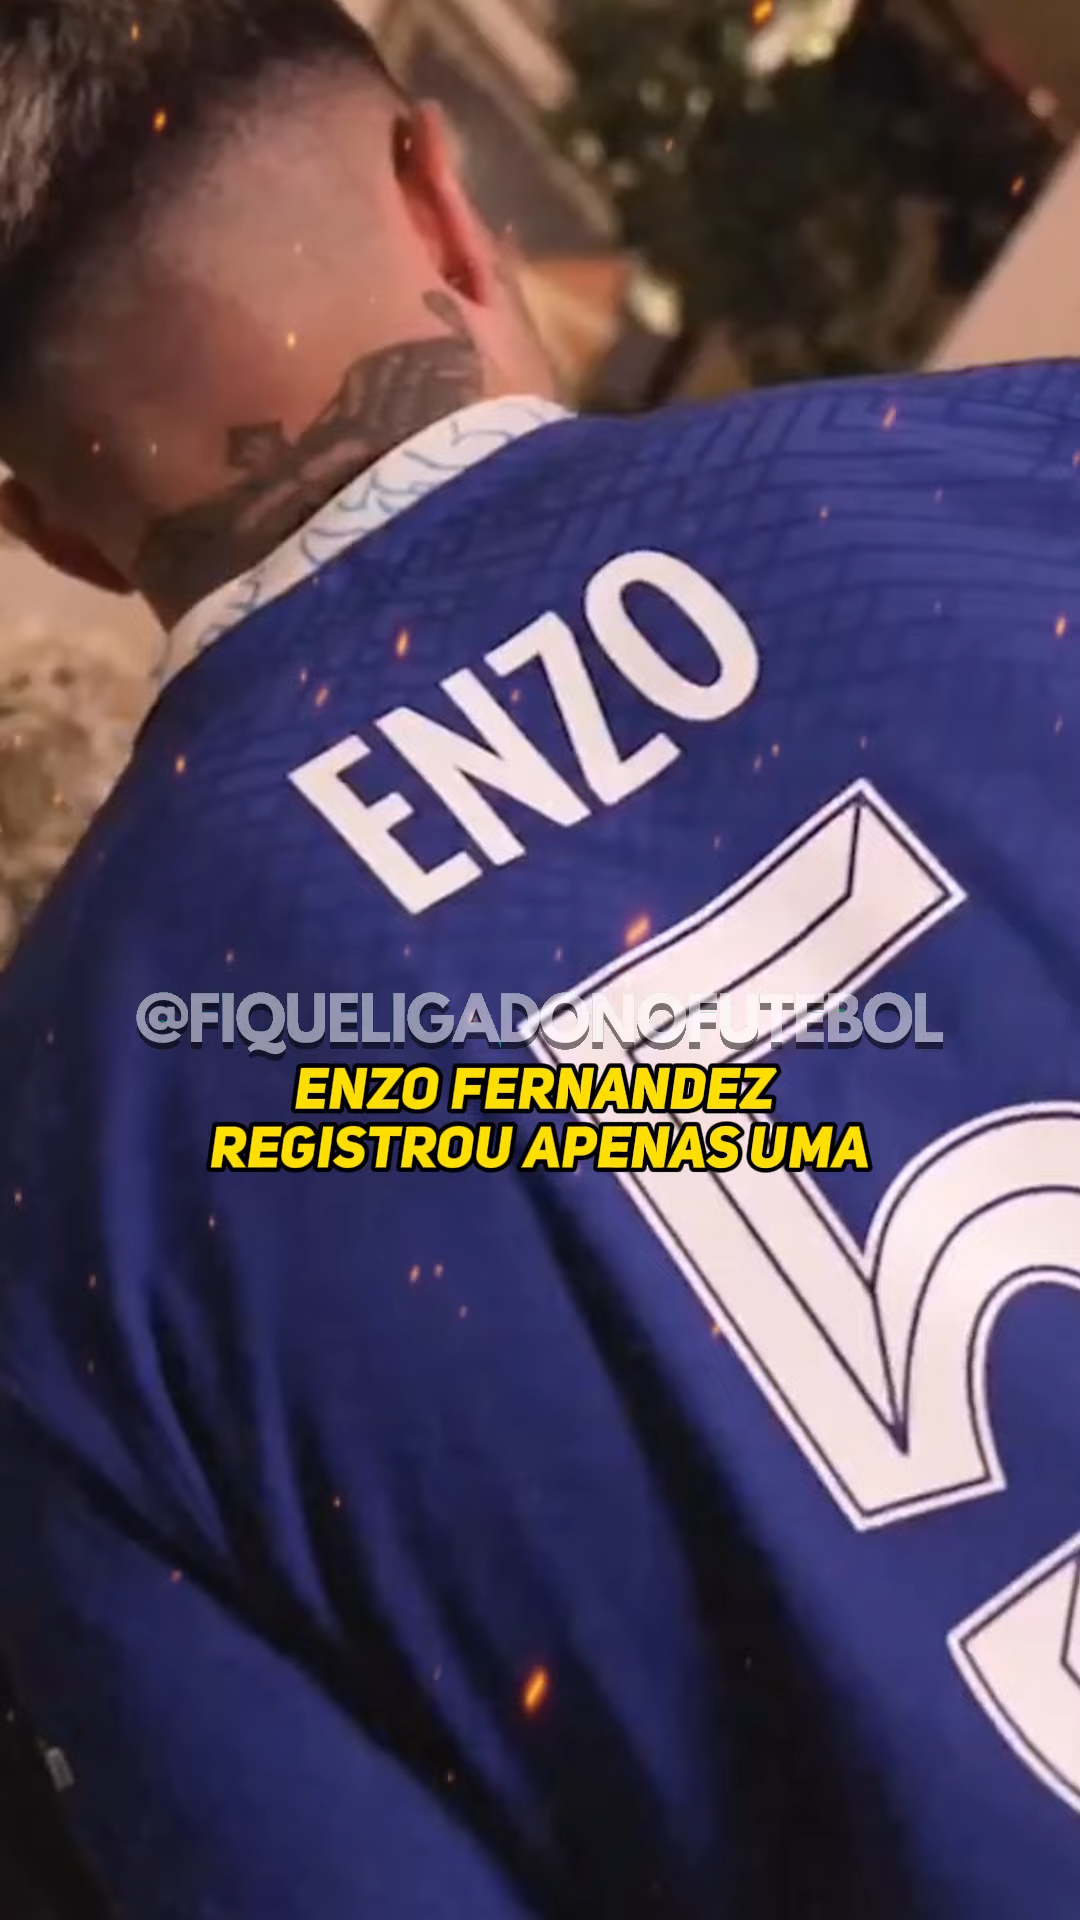 ENZO
5
@FIQUELIGADONOFUTEBOL
ENZO FERNANDEZ
REGISTROU APENAS UMA